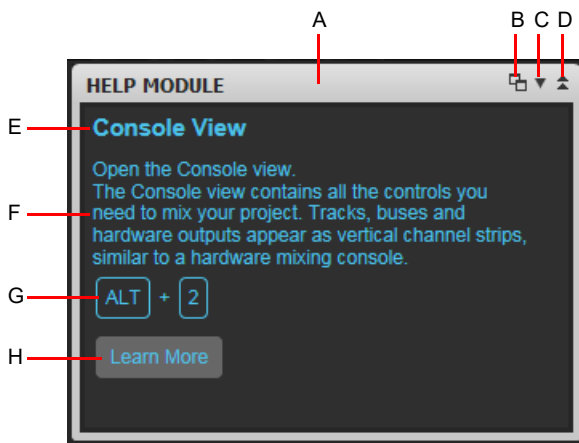 A B C D
HELP MODULE
E Console View
Open the Console view.
The Console view contains all the controls you
F need to mix your project. Tracks, buses and
hardware outputs appear as vertical channel strips,
similar to a hardware mixing console.
G ALT + 2
H Learn More